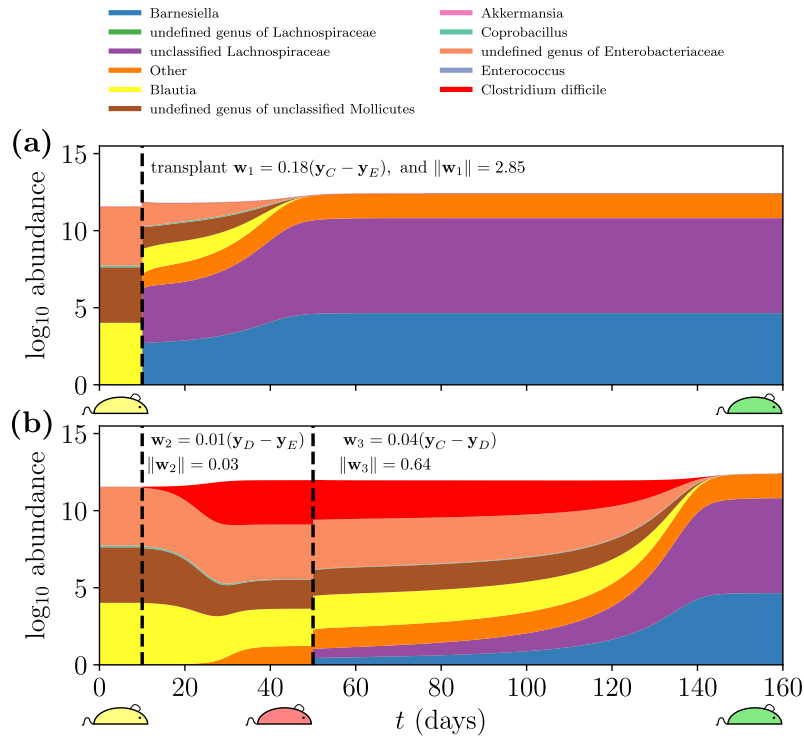 Barnesiella
undefined genus of Lachnospiraceae
unclassified Lachnospiraceae
Other
Blautia
undefined genus of unclassified Mollicutes
Akkermansia
Coprobacillus
undefined genus of Enterobacteriaceae
Enterococcus
Clostridium difficile
(a)
transplant w₁ = 0.18(y_C − y_E), and ‖w₁‖ = 2.85
log₁₀ abundance
15
10
5
0
(b)
w₂ = 0.01(y_D − y_E)
‖w₂‖ = 0.03
w₃ = 0.04(y_C − y_D)
‖w₃‖ = 0.64
log₁₀ abundance
15
10
5
0
0 20 40 60 80 100 120 140 160
t (days)